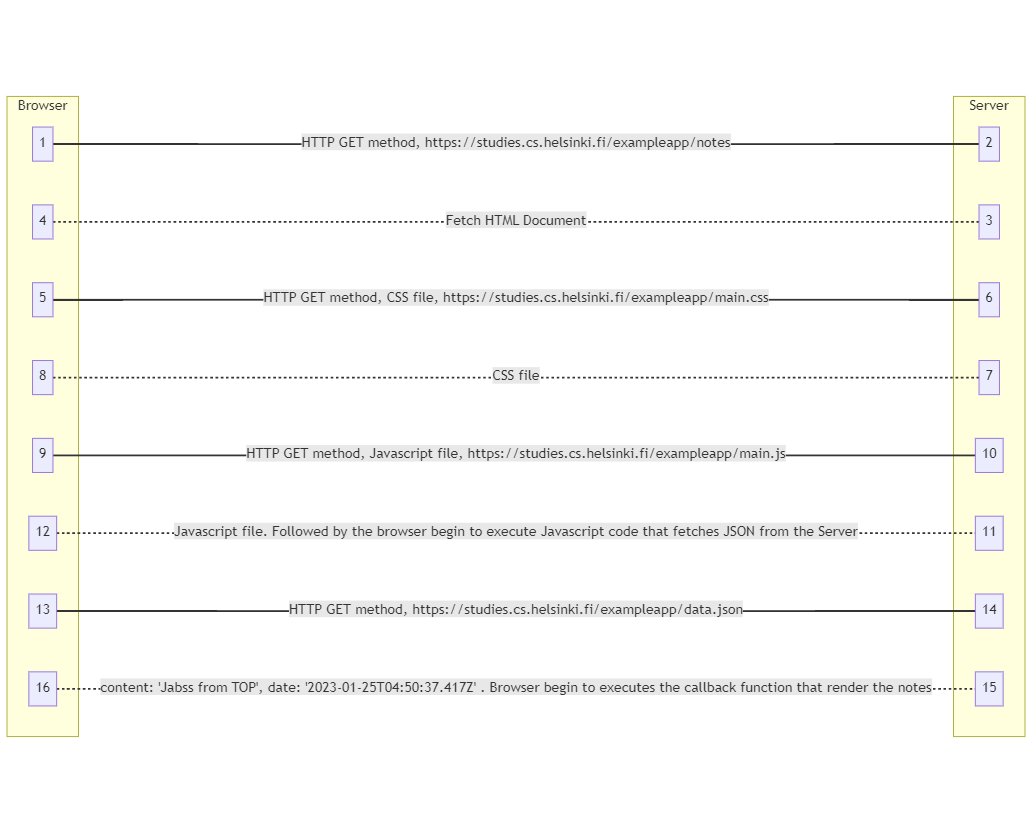 Browser
Server
1
HTTP GET method, https://studies.cs.helsinki.fi/exampleapp/notes
2
4
Fetch HTML Document
3
5
HTTP GET method, CSS file, https://studies.cs.helsinki.fi/exampleapp/main.css
6
8
CSS file
7
9
HTTP GET method, Javascript file, https://studies.cs.helsinki.fi/exampleapp/main.js
10
12
Javascript file. Followed by the browser begin to execute Javascript code that fetches JSON from the Server
11
13
HTTP GET method, https://studies.cs.helsinki.fi/exampleapp/data.json
14
16
content: 'Jabss from TOP', date: '2023-01-25T04:50:37.417Z' . Browser begin to executes the callback function that render the notes
15